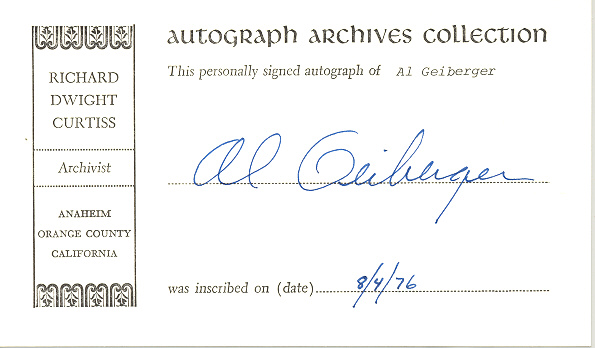 RICHARD
DWIGHT
CURTISS
Archivist
ANAHEIM
ORANGE COUNTY
CALIFORNIA
AUTOGRAPH ARCHIVES COLLECTION
This personally signed autograph of Al Geiberger
Al Geiberger
was inscribed on (date) 8/4/76